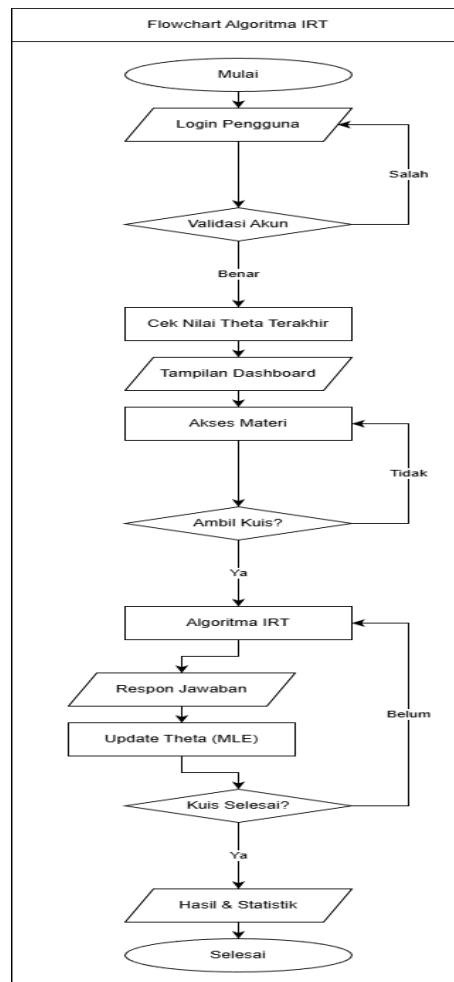 Flowchart Algoritma IRT
Mulai
Login Pengguna
Salah
Validasi Akun
Benar
Cek Nilai Theta Terakhir
Tampilan Dashboard
Akses Materi
Tidak
Ambil Kuis?
Ya
Algoritma IRT
Respon Jawaban
Belum
Update Theta (MLE)
Kuis Selesai?
Ya
Hasil & Statistik
Selesai